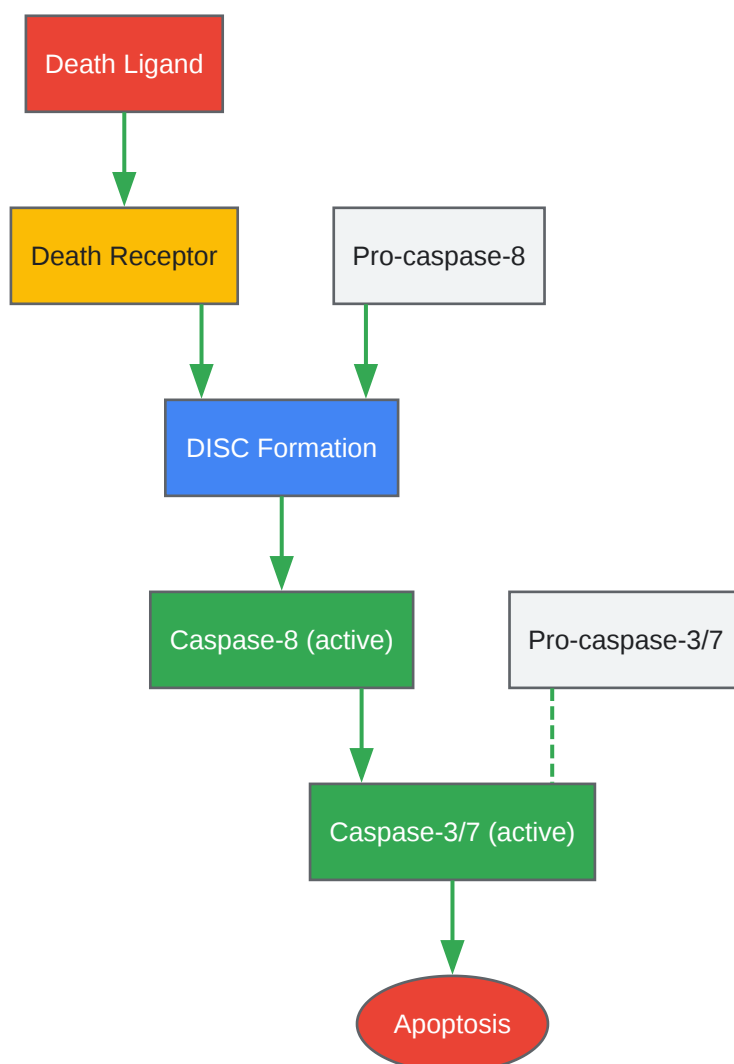 Death Ligand
Death Receptor
Pro-caspase-8
DISC Formation
Caspase-8 (active)
Pro-caspase-3/7
Caspase-3/7 (active)
Apoptosis